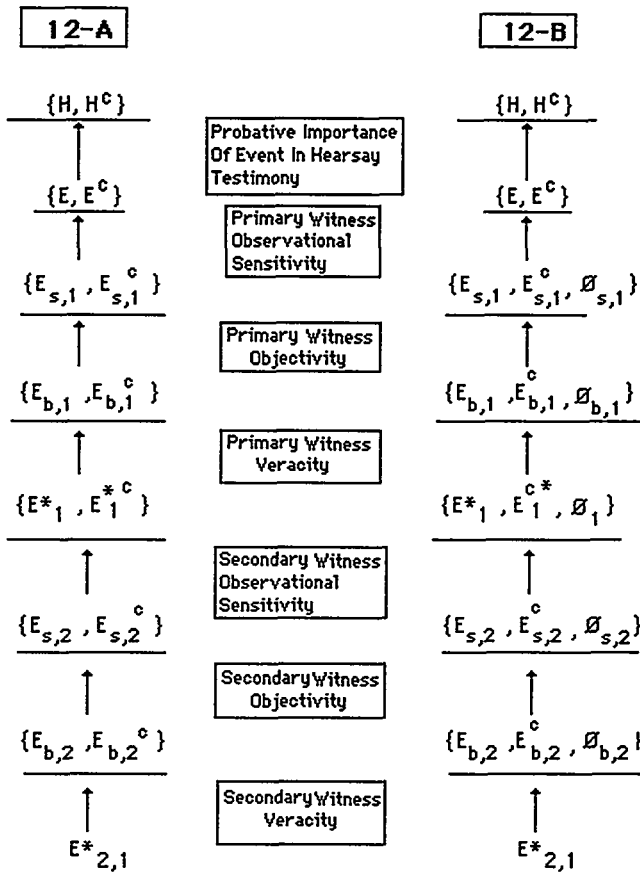 12-A
12-B
{H, H^c}
{H, H^c}
Probative Importance
Of Event In Hearsay
Testimony
{E, E^c}
{E, E^c}
Primary Witness
Observational
Sensitivity
{E_s,1 , E_s,1^c }
{E_s,1 , E_s,1^c , Ø_s,1}
Primary Witness
Objectivity
{E_b,1 ,E_b,1^c }
{E_b,1 ,E_b,1^c , Ø_b,1}
Primary Witness
Veracity
{E*_1 , E*_1^c }
{E*_1 , E_1^c* , Ø_1}
Secondary Witness
Observational
Sensitivity
{E_s,2 , E_s,2^c }
{E_s,2 , E_s,2^c , Ø_s,2}
Secondary Witness
Objectivity
{E_b,2 , E_b,2^c }
{E_b,2 ,E_b,2^c , Ø_b,2}
Secondary Witness
Veracity
E*_2,1
E*_2,1